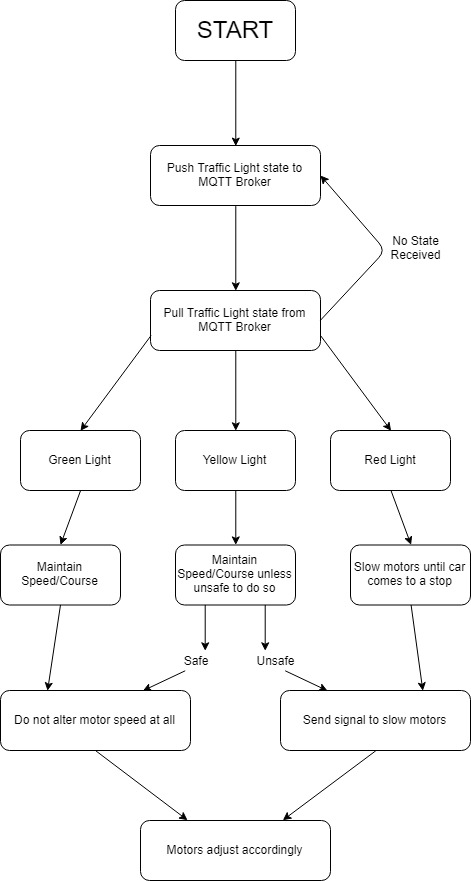 START
Push Traffic Light state to
MQTT Broker
No State
Received
Pull Traffic Light state from
MQTT Broker
Green Light
Yellow Light
Red Light
Maintain
Speed/Course
Maintain
Speed/Course unless
unsafe to do so
Slow motors until car
comes to a stop
Safe
Unsafe
Do not alter motor speed at all
Send signal to slow motors
Motors adjust accordingly